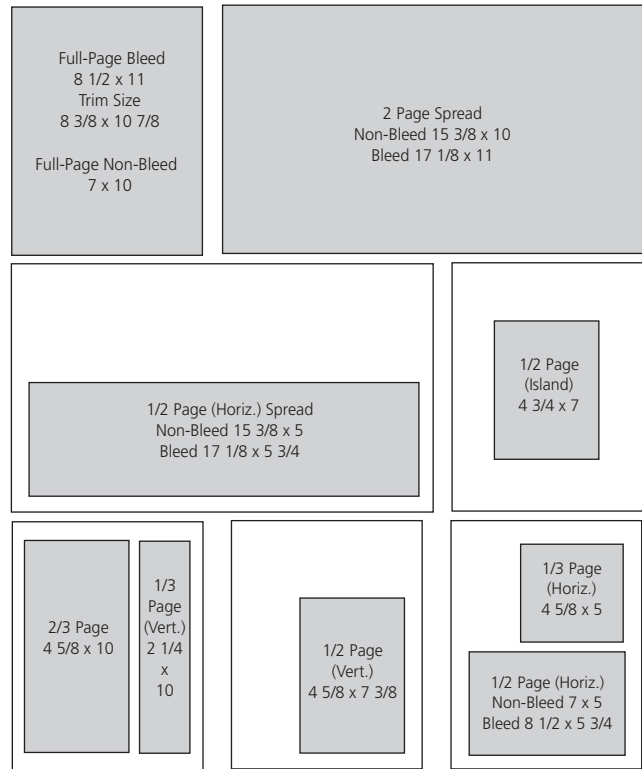 Full-Page Bleed
8 1/2 x 11
Trim Size
8 3/8 x 10 7/8
Full-Page Non-Bleed
7 x 10
2 Page Spread
Non-Bleed 15 3/8 x 10
Bleed 17 1/8 x 11
1/2 Page (Horiz.) Spread
Non-Bleed 15 3/8 x 5
Bleed 17 1/8 x 5 3/4
1/2 Page
(Island)
4 3/4 x 7
2/3 Page
4 5/8 x 10
1/3
Page
(Vert.)
2 1/4
x
10
1/2 Page
(Vert.)
4 5/8 x 7 3/8
1/3 Page
(Horiz.)
4 5/8 x 5
1/2 Page (Horiz.)
Non-Bleed 7 x 5
Bleed 8 1/2 x 5 3/4